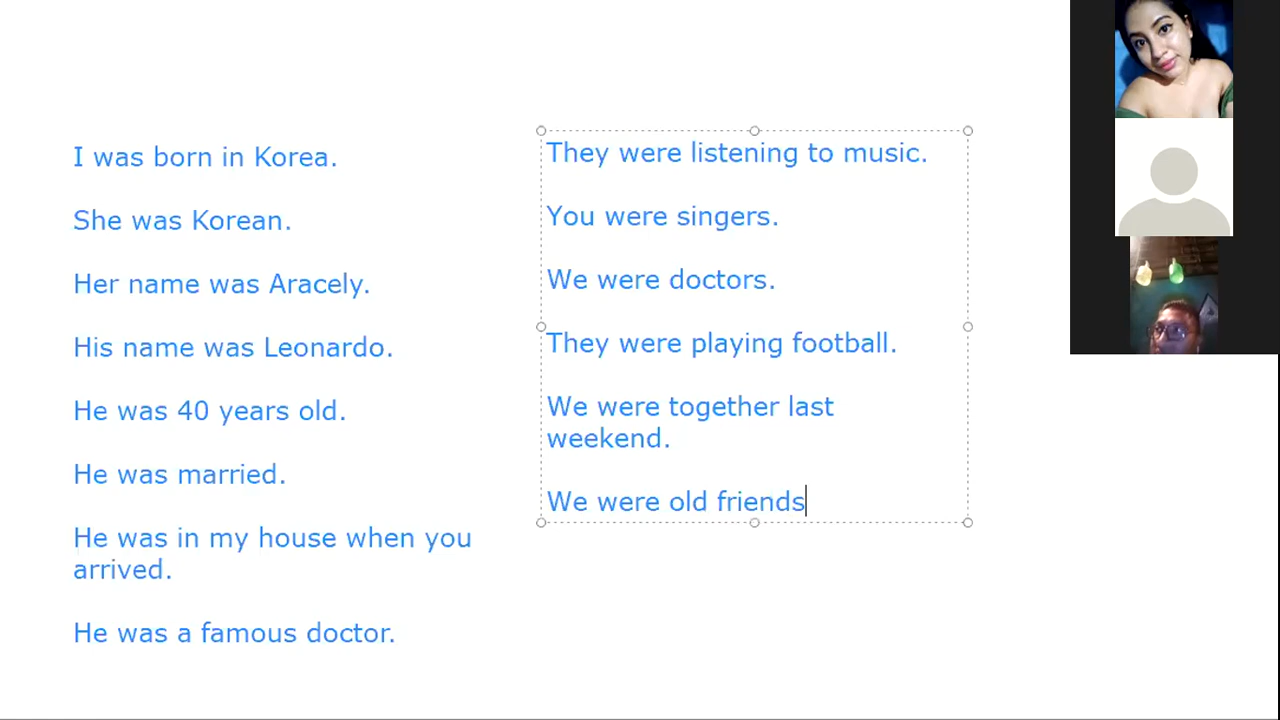 I was born in Korea.
She was Korean.
Her name was Aracely.
His name was Leonardo.
He was 40 years old.
He was married.
He was in my house when you
arrived.
He was a famous doctor.
They were listening to music.
You were singers.
We were doctors.
They were playing football.
We were together last
weekend.
We were old friends